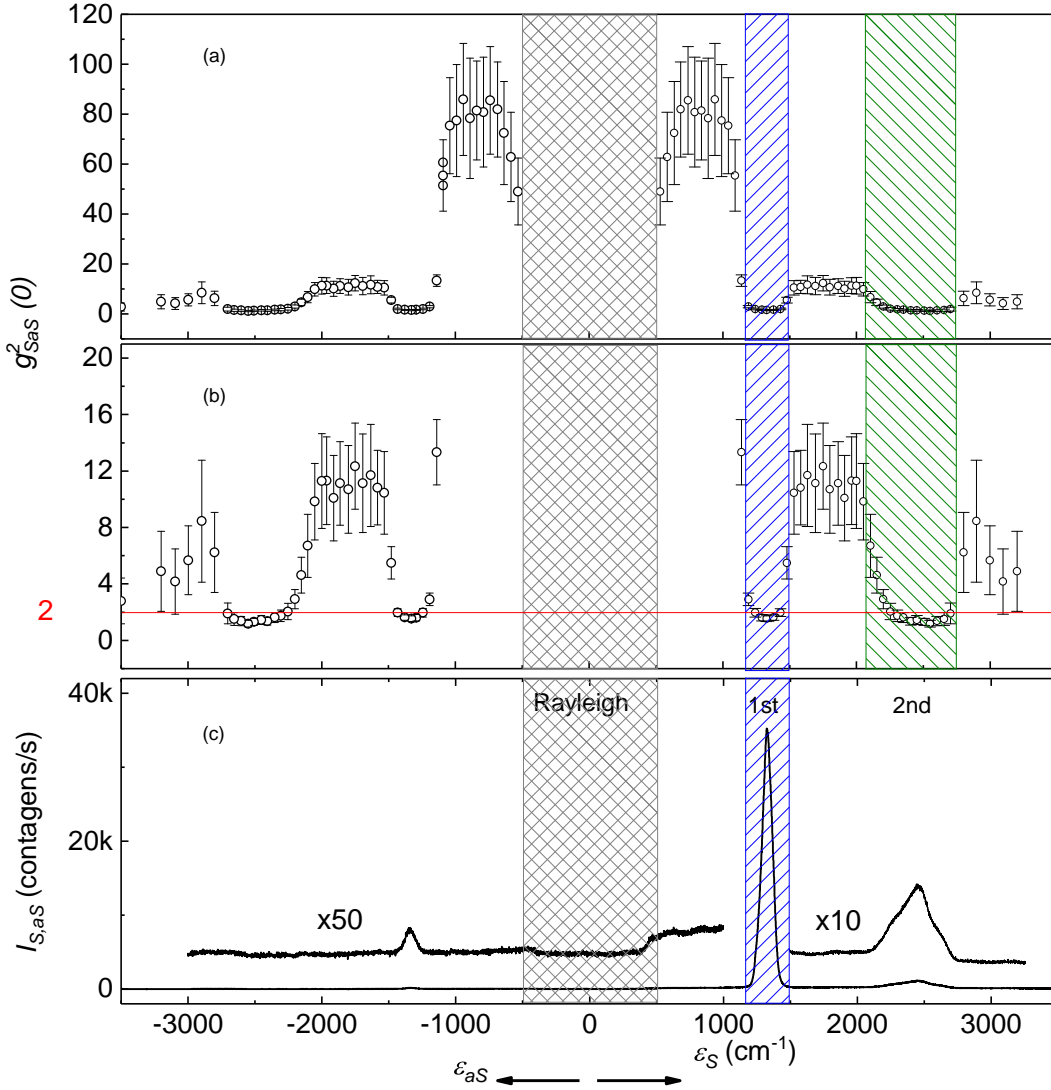 120
100
80
60
40
20
0
(a)
g²SaS (0)
20
16
12
8
4
0
2
(b)
40k
20k
0
I S,aS (contagens/s)
(c)
Rayleigh
1st
2nd
x50
x10
-3000 -2000 -1000 0 1000 2000 3000
εaS
εS (cm⁻¹)